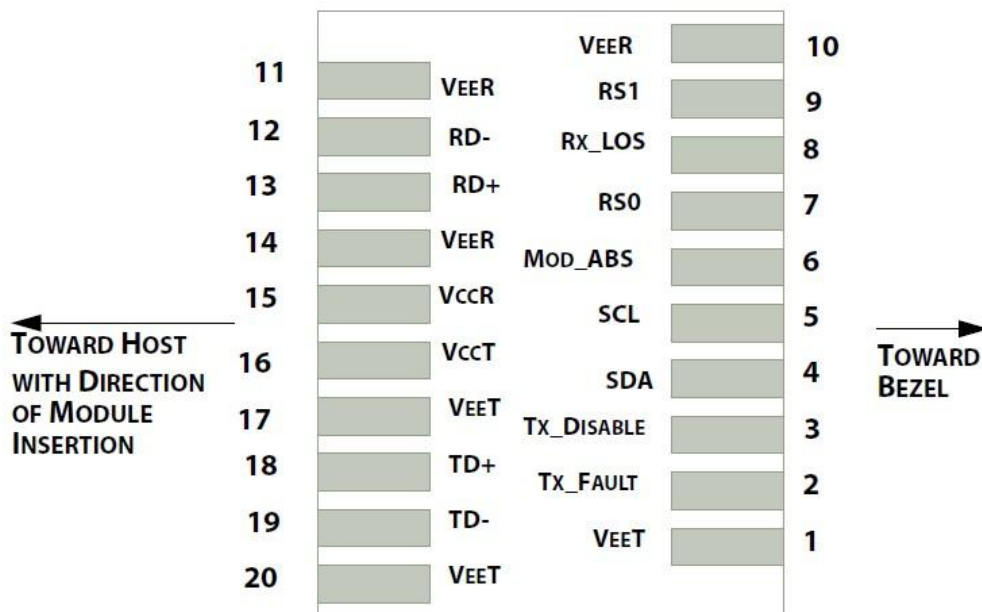 VEER 10
11 VEER
RS1 9
12 RD-
RX_LOS 8
13 RD+
RS0 7
14 VEER
MOD_ABS 6
15 VCCR
SCL 5
TOWARD HOST
WITH DIRECTION
OF MODULE
INSERTION
16 VCCT
TOWARD
BEZEL
SDA 4
17 VEET
TX_DISABLE 3
18 TD+
TX_FAULT 2
19 TD-
VEET 1
20 VEET